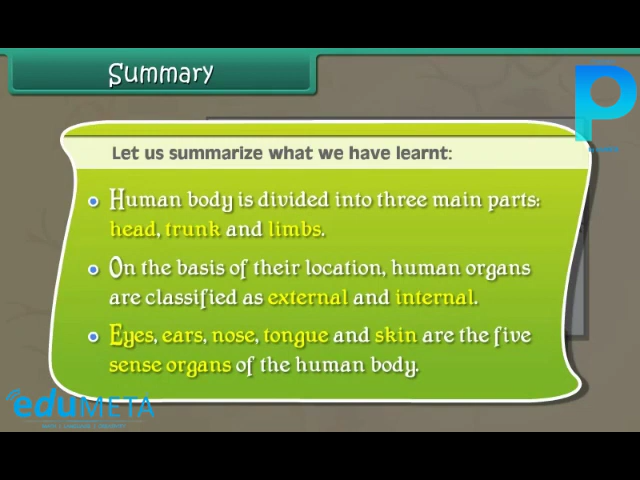 Summary
P
Let us summarize what we have learnt:
Human body is divided into three main parts:
head, trunk and limbs.
On the basis of their location, human organs
are classified as external and internal.
Eyes, ears, nose, tongue and skin are the five
sense organs of the human body.
eduMETA